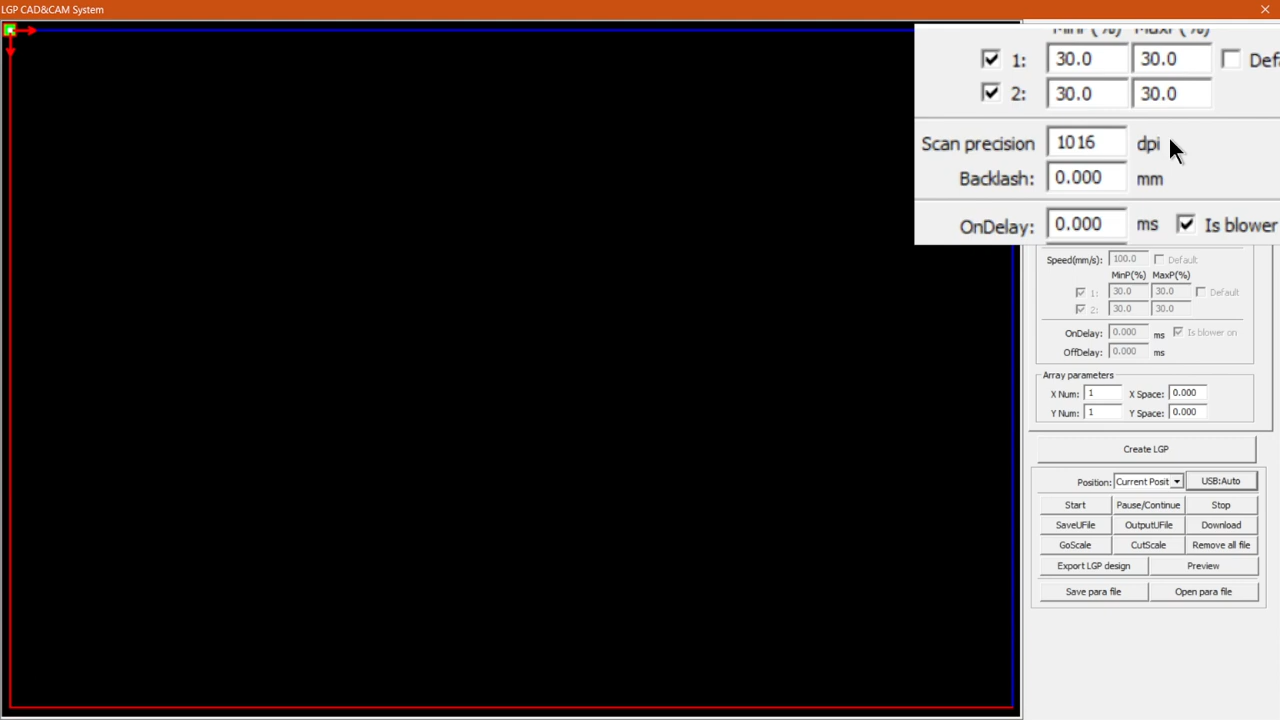 LGP CAD&CAM System
MinP(%) MaxP(%)
1: 30.0 30.0
2: 30.0 30.0
Scan precision 1016 dpi
Backlash: 0.000 mm
OnDelay: 0.000 ms Is blower
Speed(mm/s): 100.0 Default
MinP(%) MaxP(%)
1: 30.0 30.0 Default
2: 30.0 30.0
OnDelay: 0.000 ms Is blower on
OffDelay: 0.000 ms
Array parameters
X Num: 1 X Space: 0.000
Y Num: 1 Y Space: 0.000
Create LGP
Position: Current Posit USB:Auto
Start Pause/Continue Stop
SaveUFile OutputUFile Download
GoScale CutScale Remove all file
Export LGP design Preview
Save para file Open para file